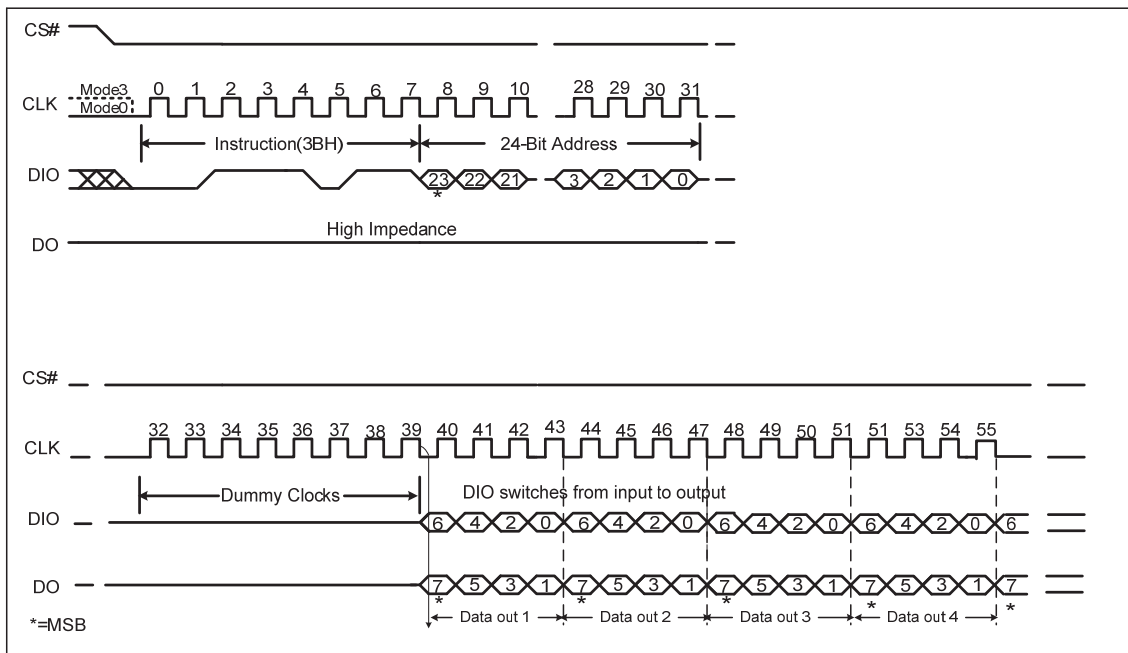 CS#
Mode3
Mode0
CLK
0 1 2 3 4 5 6 7 8 9 10 28 29 30 31
Instruction(3BH)
24-Bit Address
DIO
23 22 21 3 2 1 0
*
High Impedance
DO
CS#
32 33 34 35 36 37 38 39 40 41 42 43 44 45 46 47 48 49 50 51 51 53 54 55
CLK
Dummy Clocks
DIO switches from input to output
DIO
6 4 2 0 6 4 2 0 6 4 2 0 6 4 2 0 6
DO
7 5 3 1 7 5 3 1 7 5 3 1 7 5 3 1 7
* * * * *
Data out 1
Data out 2
Data out 3
Data out 4
*=MSB